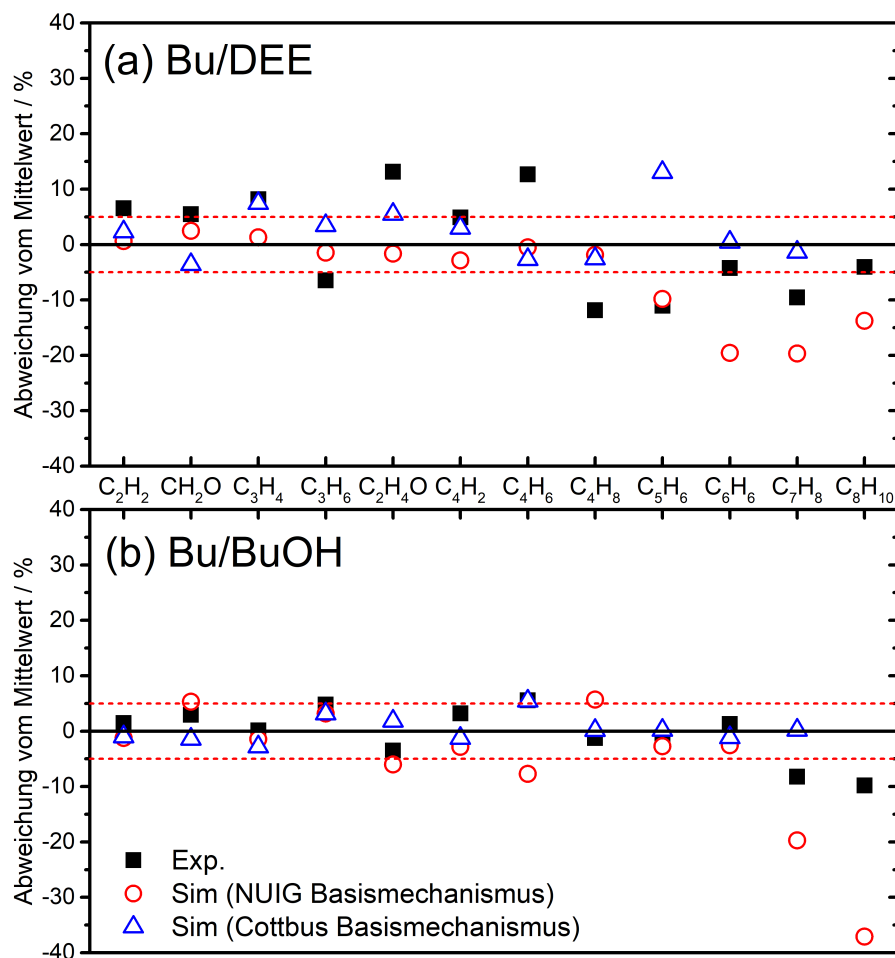 40
(a) Bu/DEE
30
20
10
0
-10
-20
-30
-40
Abweichung vom Mittelwert / %
C₂H₂ CH₂O C₃H₄ C₃H₆ C₂H₄O C₄H₂ C₄H₆ C₄H₈ C₅H₆ C₆H₆ C₇H₈ C₈H₁₀
40
(b) Bu/BuOH
30
20
10
0
-10
-20
-30
-40
Abweichung vom Mittelwert / %
Exp.
Sim (NUIG Basismechanismus)
Sim (Cottbus Basismechanismus)